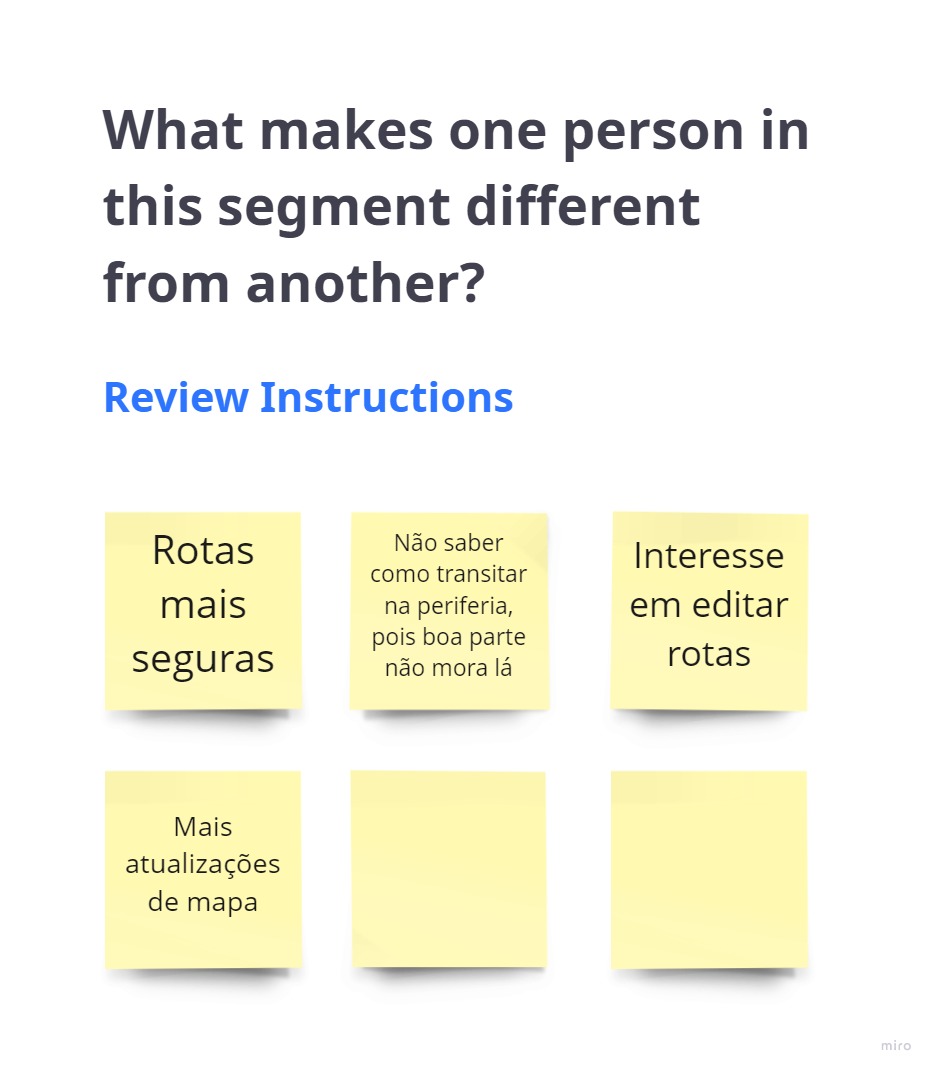 What makes one person in
this segment different
from another?
Review Instructions
Rotas
mais
seguras
Não saber
como transitar
na periferia,
pois boa parte
não mora lá
Interesse
em editar
rotas
Mais
atualizações
de mapa
miro